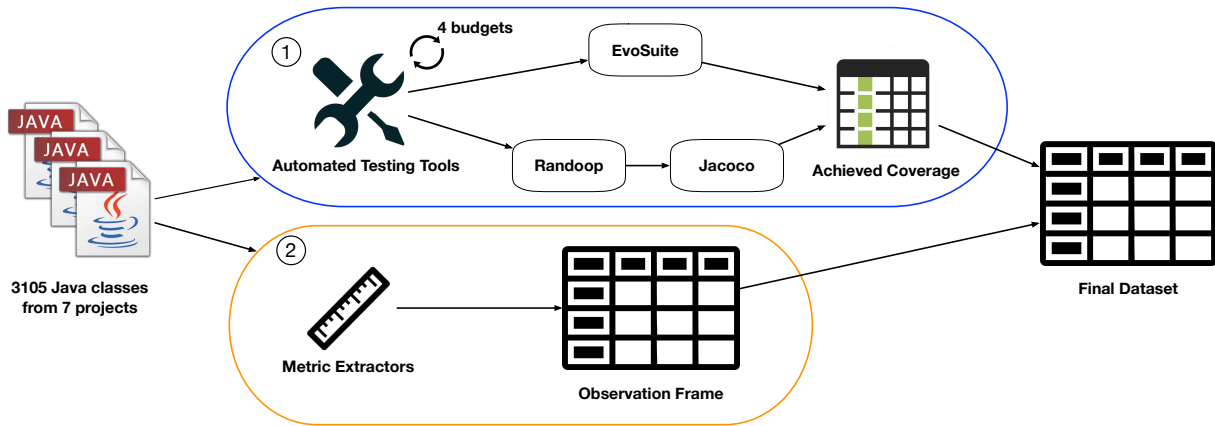 4 budgets
1
EvoSuite
JAVA
JAVA
JAVA
Automated Testing Tools
Randoop
Jacoco
Achieved Coverage
3105 Java classes
from 7 projects
2
Metric Extractors
Observation Frame
Final Dataset